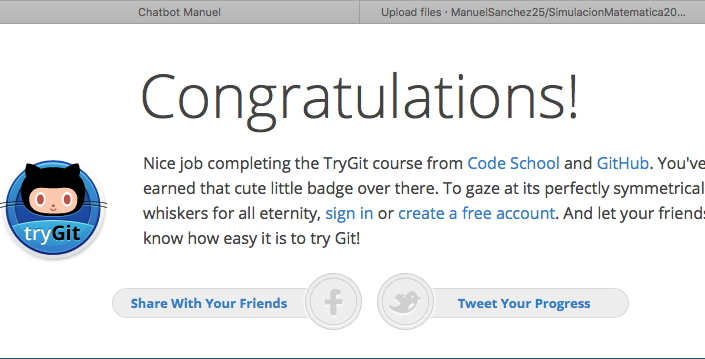 Chatbot Manuel
Upload files · ManuelSanchez25/SimulacionMatematica20...
Congratulations!
Nice job completing the TryGit course from Code School and GitHub. You've
earned that cute little badge over there. To gaze at its perfectly symmetrical
whiskers for all eternity, sign in or create a free account. And let your friends
know how easy it is to try Git!
tryGit
Share With Your Friends
Tweet Your Progress